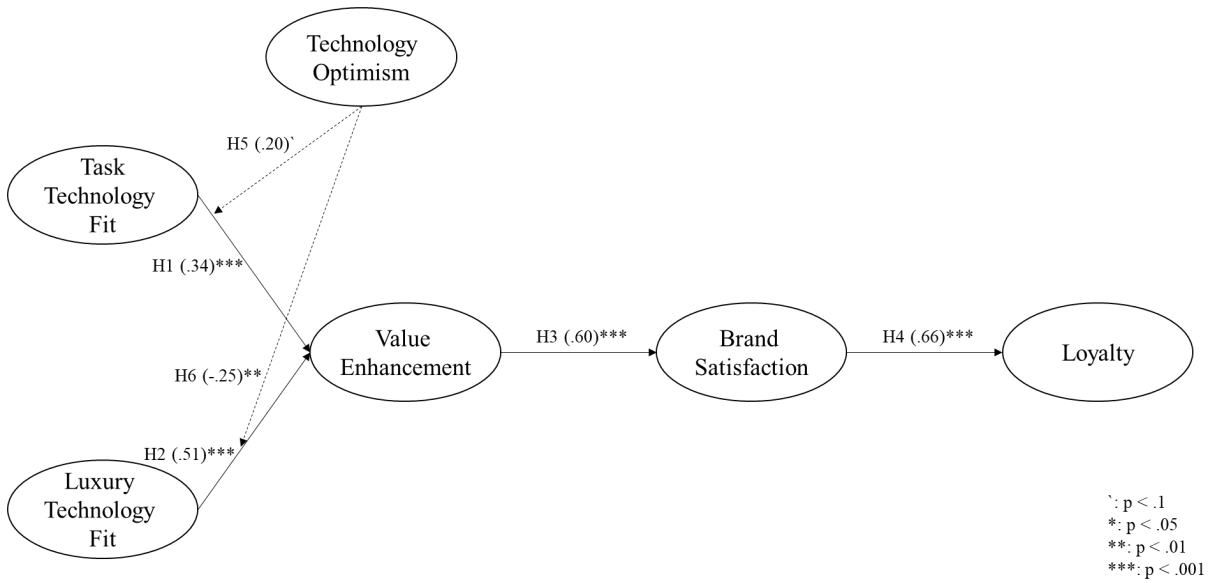 Technology
Optimism
H5 (.20)`
Task
Technology
Fit
H1 (.34)***
Value
Enhancement
H3 (.60)***
Brand
Satisfaction
H4 (.66)***
Loyalty
H6 (-.25)**
H2 (.51)***
Luxury
Technology
Fit
`: p < .1
*: p < .05
**: p < .01
***: p < .001